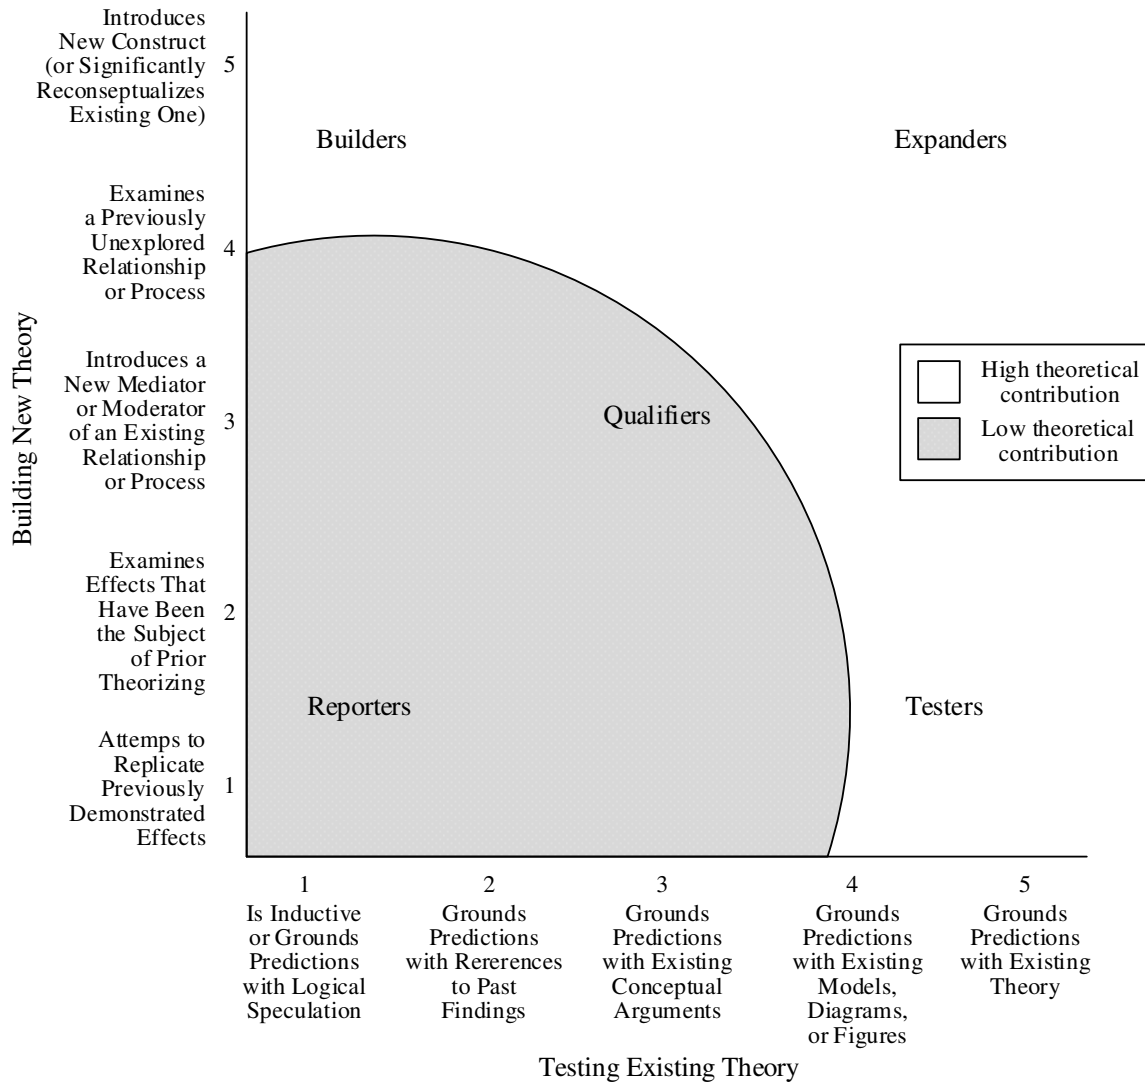 Introduces
New Construct
(or Significantly
Reconseptualizes
Existing One)
5
Builders
Expanders
Examines
a Previously
Unexplored
Relationship
or Process
4
Building New Theory
Introduces a
New Mediator
or Moderator
of an Existing
Relationship
or Process
3
Qualifiers
High theoretical
contribution
Low theoretical
contribution
Examines
Effects That
Have Been
the Subject
of Prior
Theorizing
2
Reporters
Testers
Attemps to
Replicate
Previously
Demonstrated
Effects
1
1
Is Inductive
or Grounds
Predictions
with Logical
Speculation
2
Grounds
Predictions
with Rererences
to Past
Findings
3
Grounds
Predictions
with Existing
Conceptual
Arguments
4
Grounds
Predictions
with Existing
Models,
Diagrams,
or Figures
5
Grounds
Predictions
with Existing
Theory
Testing Existing Theory